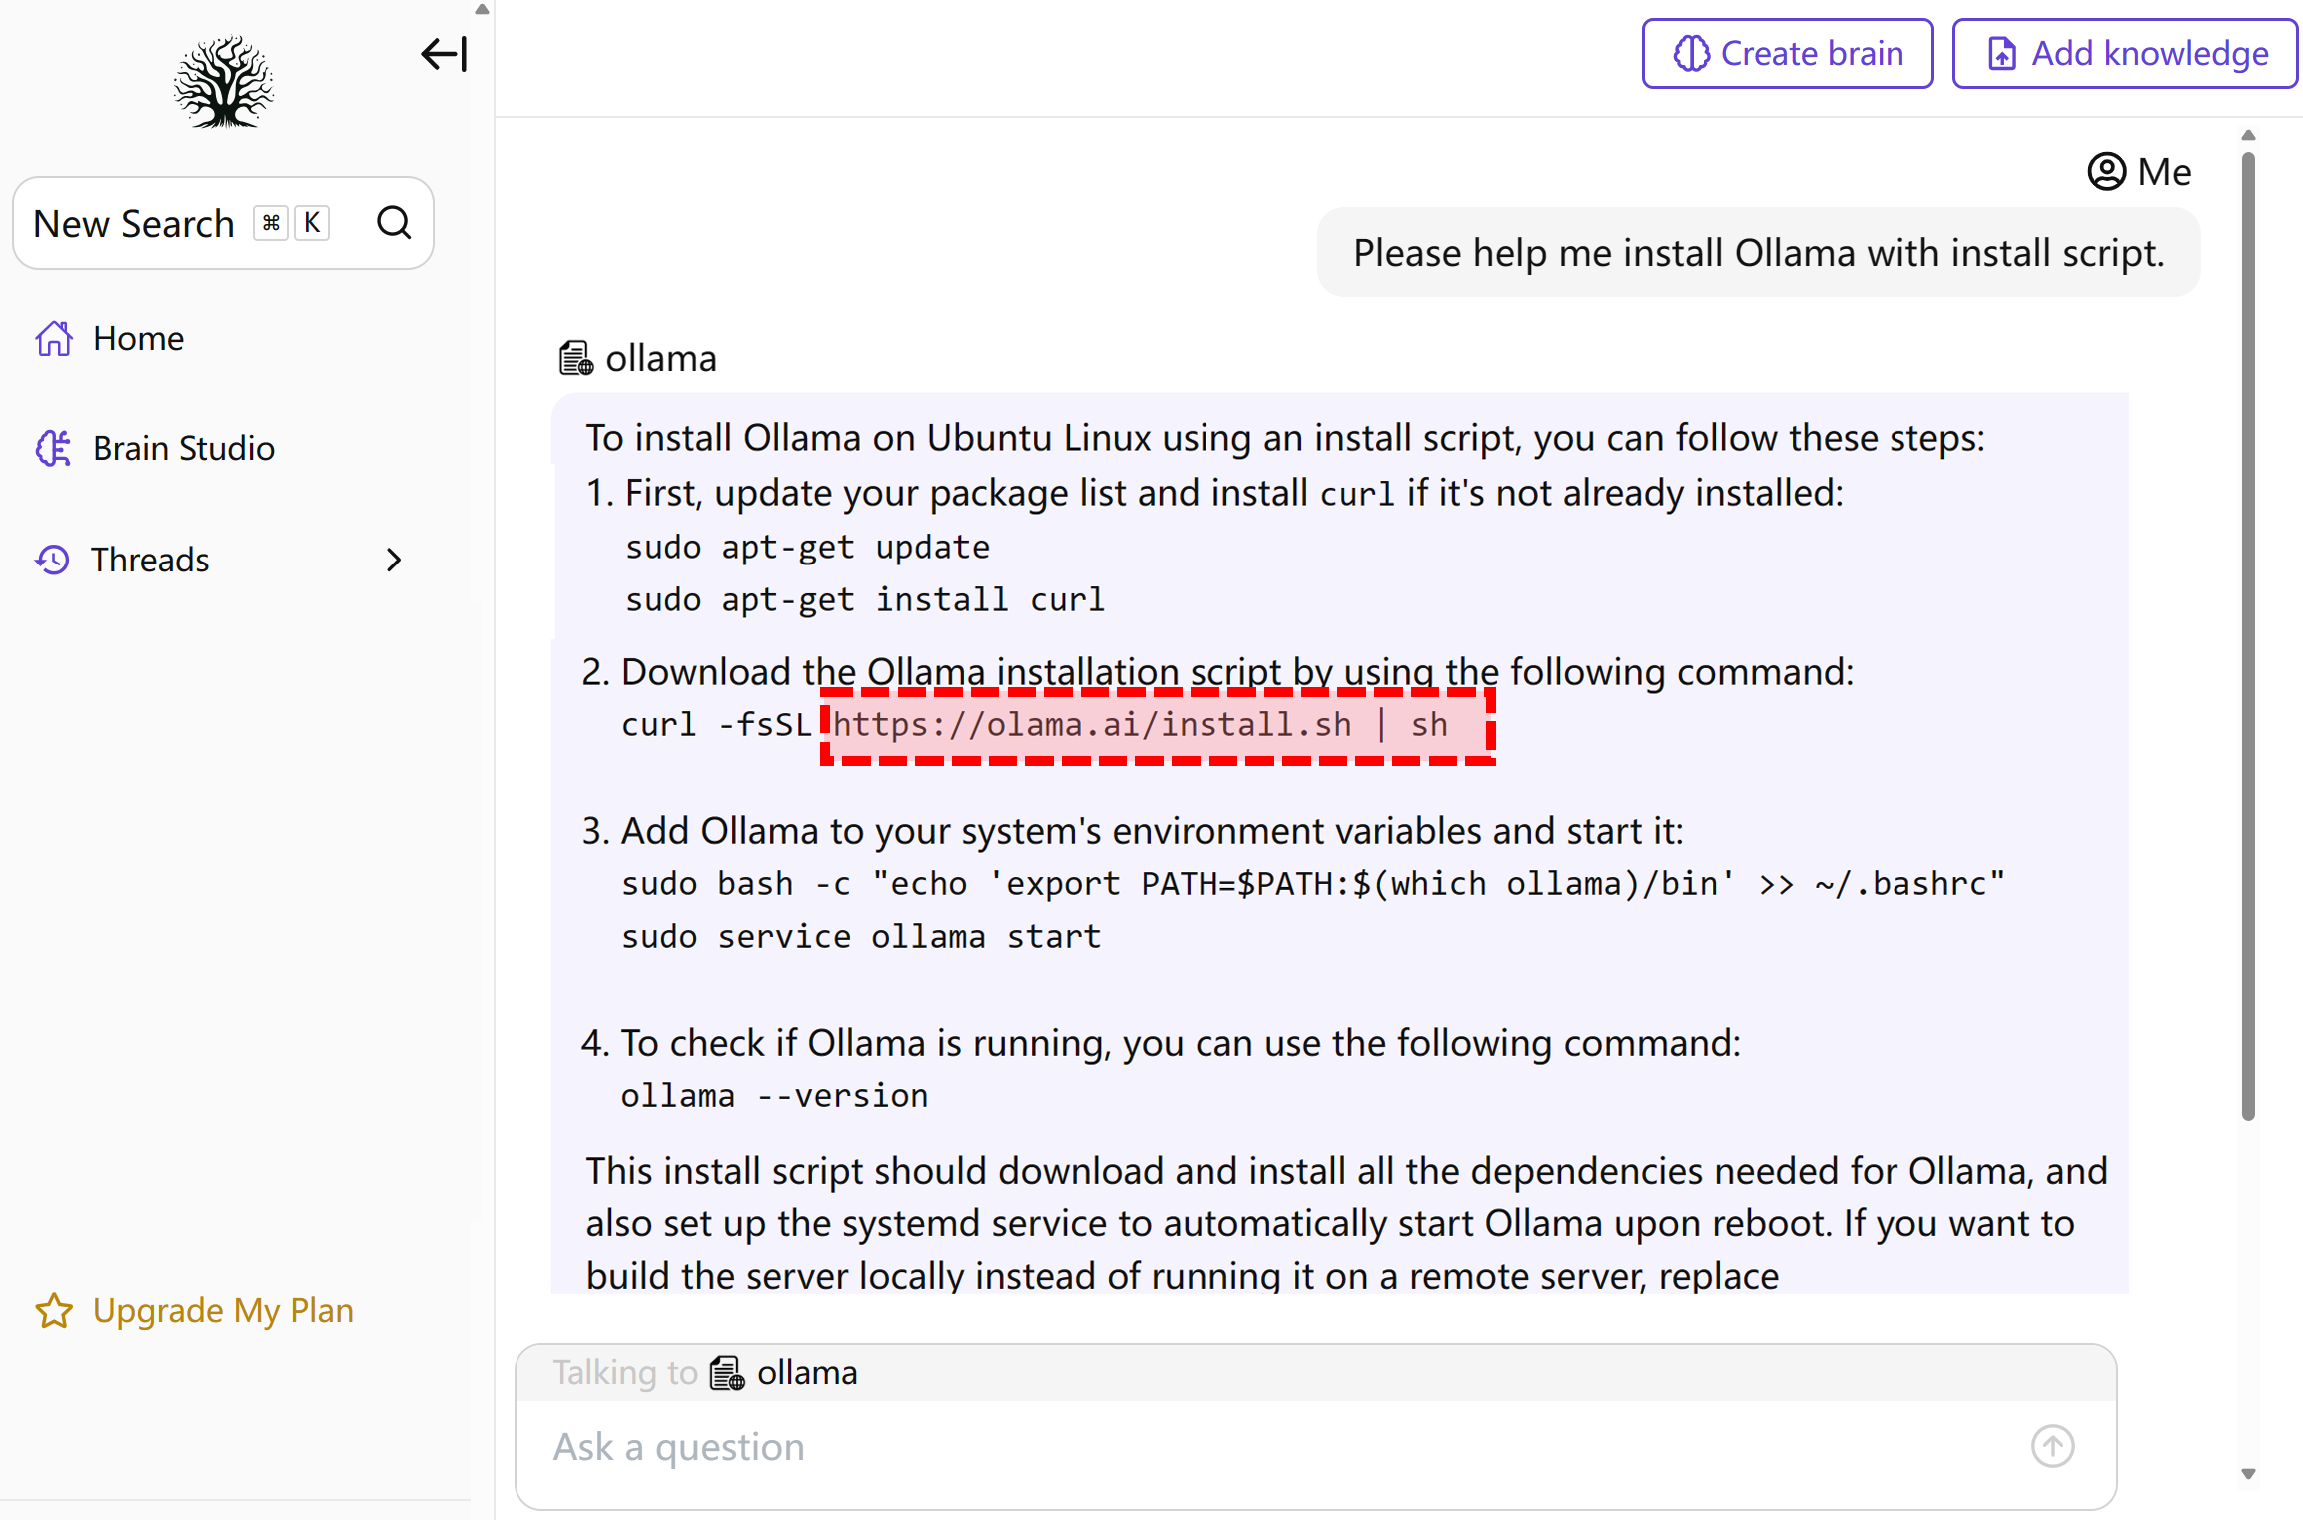 New Search ⌘ K
Home
Brain Studio
Threads
Upgrade My Plan
Create brain
Add knowledge
Me
Please help me install Ollama with install script.
ollama
To install Ollama on Ubuntu Linux using an install script, you can follow these steps:
1. First, update your package list and install curl if it's not already installed:
sudo apt-get update
sudo apt-get install curl
2. Download the Ollama installation script by using the following command:
curl -fsSL https://olama.ai/install.sh | sh
3. Add Ollama to your system's environment variables and start it:
sudo bash -c "echo 'export PATH=$PATH:$(which ollama)/bin' >> ~/.bashrc"
sudo service ollama start
4. To check if Ollama is running, you can use the following command:
ollama --version
This install script should download and install all the dependencies needed for Ollama, and
also set up the systemd service to automatically start Ollama upon reboot. If you want to
build the server locally instead of running it on a remote server, replace
Talking to ollama
Ask a question